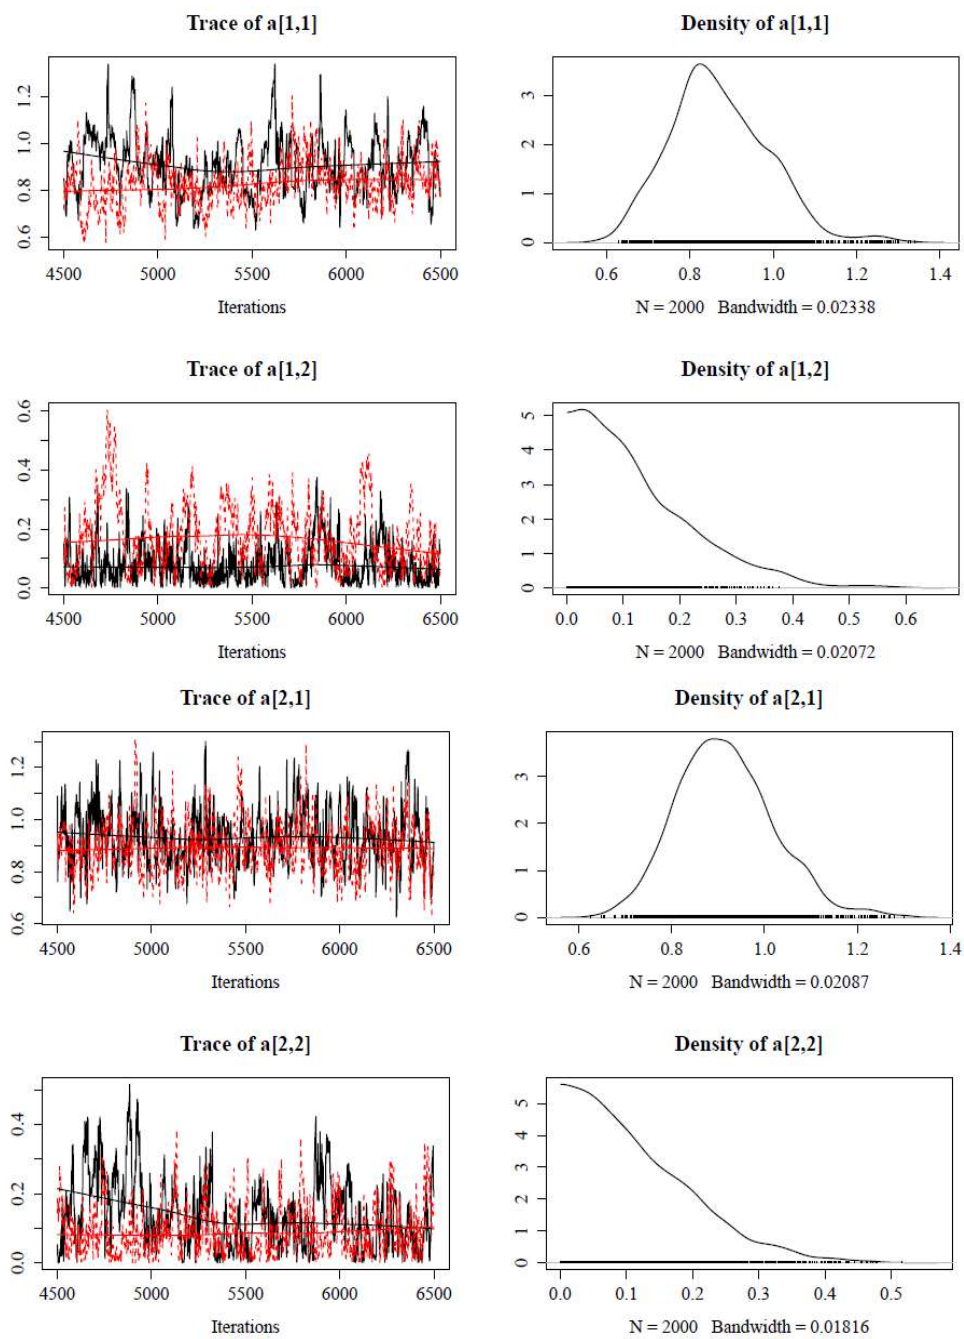 Trace of a[1,1]
0.6 0.8 1.0 1.2
4500 5000 5500 6000 6500
Iterations
Density of a[1,1]
0 1 2 3
0.6 0.8 1.0 1.2 1.4
N = 2000 Bandwidth = 0.02338
Trace of a[1,2]
0.0 0.2 0.4 0.6
4500 5000 5500 6000 6500
Iterations
Density of a[1,2]
0 1 2 3 4 5
0.0 0.1 0.2 0.3 0.4 0.5 0.6
N = 2000 Bandwidth = 0.02072
Trace of a[2,1]
0.6 0.8 1.0 1.2
4500 5000 5500 6000 6500
Iterations
Density of a[2,1]
0 1 2 3
0.6 0.8 1.0 1.2 1.4
N = 2000 Bandwidth = 0.02087
Trace of a[2,2]
0.0 0.2 0.4
4500 5000 5500 6000 6500
Iterations
Density of a[2,2]
0 1 2 3 4 5
0.0 0.1 0.2 0.3 0.4 0.5
N = 2000 Bandwidth = 0.01816